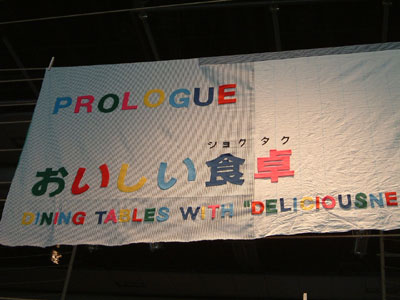 PROLOGUE
ショク タク
おいしい食卓
DINING TABLES WITH "DELICIOUSNE